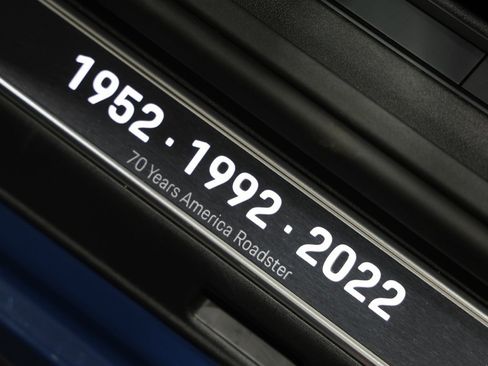 1952 · 1992 · 2022
70 Years America Roadster